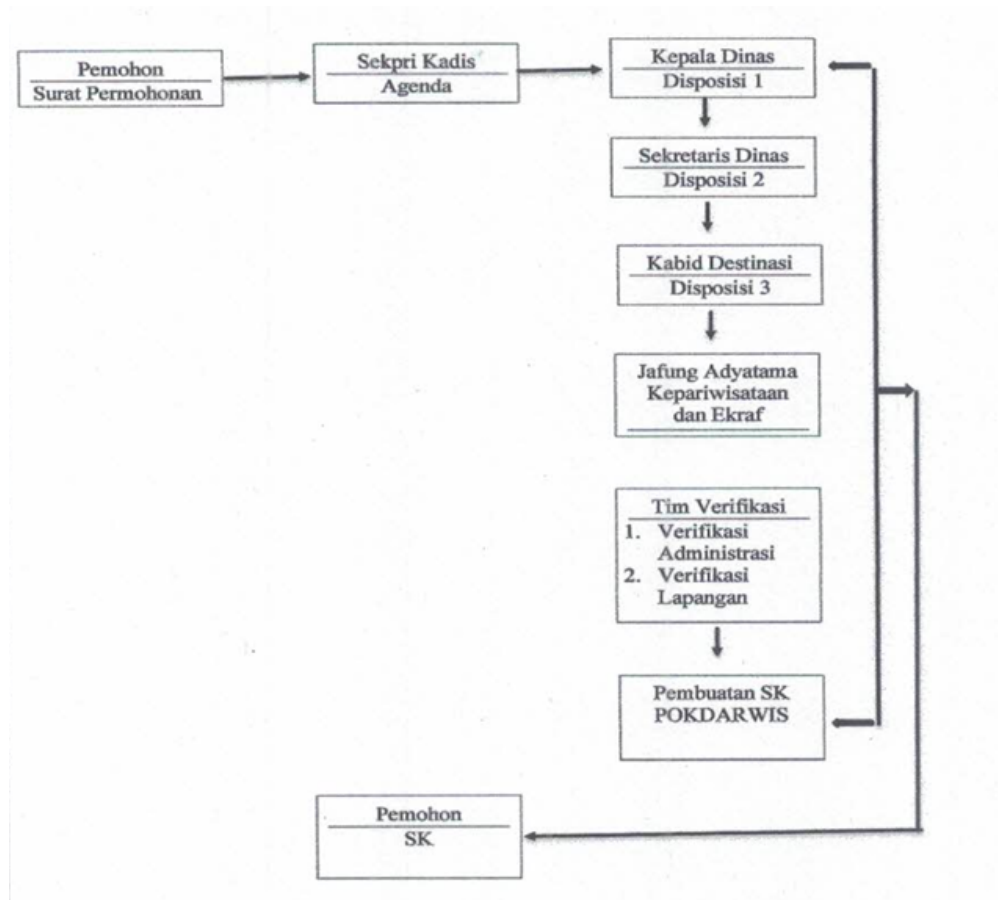 Pemohon
Surat Permohonan
Sekpri Kadis
Agenda
Kepala Dinas
Disposisi 1
Sekretaris Dinas
Disposisi 2
Kabid Destinasi
Disposisi 3
Jafung Adyatama
Kepariwisataan
dan Ekraf
Tim Verifikasi
1. Verifikasi
Administrasi
2. Verifikasi
Lapangan
Pembuatan SK
POKDARWIS
Pemohon
SK